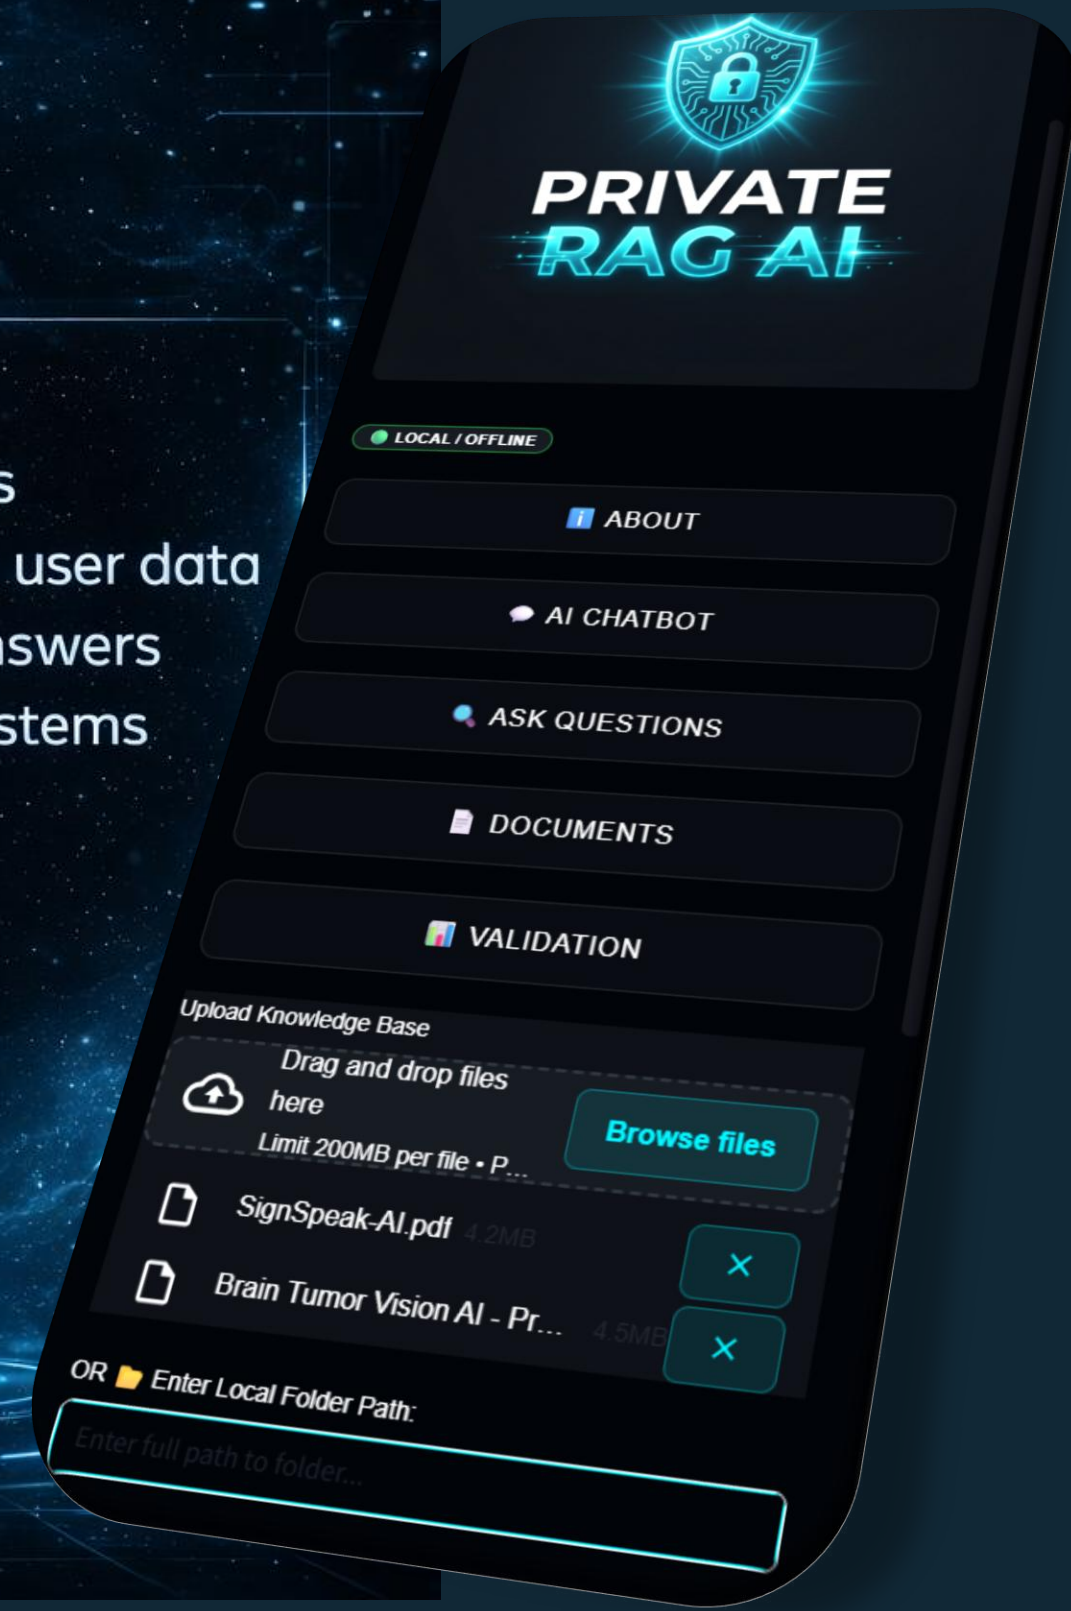 s
user data
nswers
stems
PRIVATE
RAG AI
LOCAL / OFFLINE
i ABOUT
AI CHATBOT
ASK QUESTIONS
DOCUMENTS
VALIDATION
Upload Knowledge Base
Drag and drop files
here
Limit 200MB per file • P...
Browse files
SignSpeak-AI.pdf 4.2MB
×
Brain Tumor Vision AI - Pr... 4.5MB
×
OR Enter Local Folder Path:
Enter full path to folder...